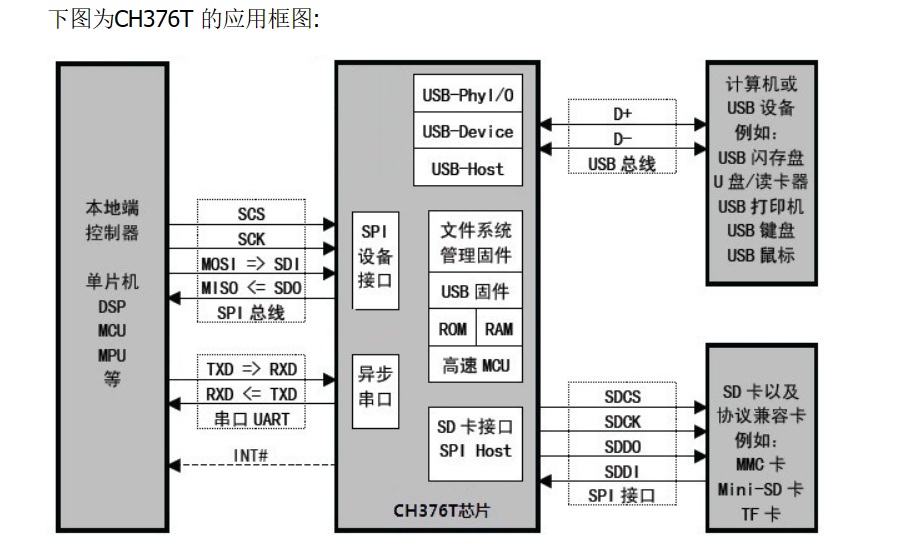 下图为CH376T 的应用框图:
本地端
控制器
单片机
DSP
MCU
MPU
等
SCS
SCK
MOSI => SDI
MISO <= SDO
SPI 总线
TXD => RXD
RXD <= TXD
串口 UART
INT#
SPI
设备
接口
异步
串口
USB-PhyI/O
USB-Device
USB-Host
文件系统
管理固件
USB 固件
ROM
RAM
高速 MCU
SD 卡接口
SPI Host
CH376T芯片
D+
D-
USB 总线
SDCS
SDCK
SDDO
SDDI
SPI 接口
计算机或
USB 设备
例如:
USB 闪存盘
U 盘/读卡器
USB 打印机
USB 键盘
USB 鼠标
SD 卡以及
协议兼容卡
例如:
MMC 卡
Mini-SD 卡
TF 卡